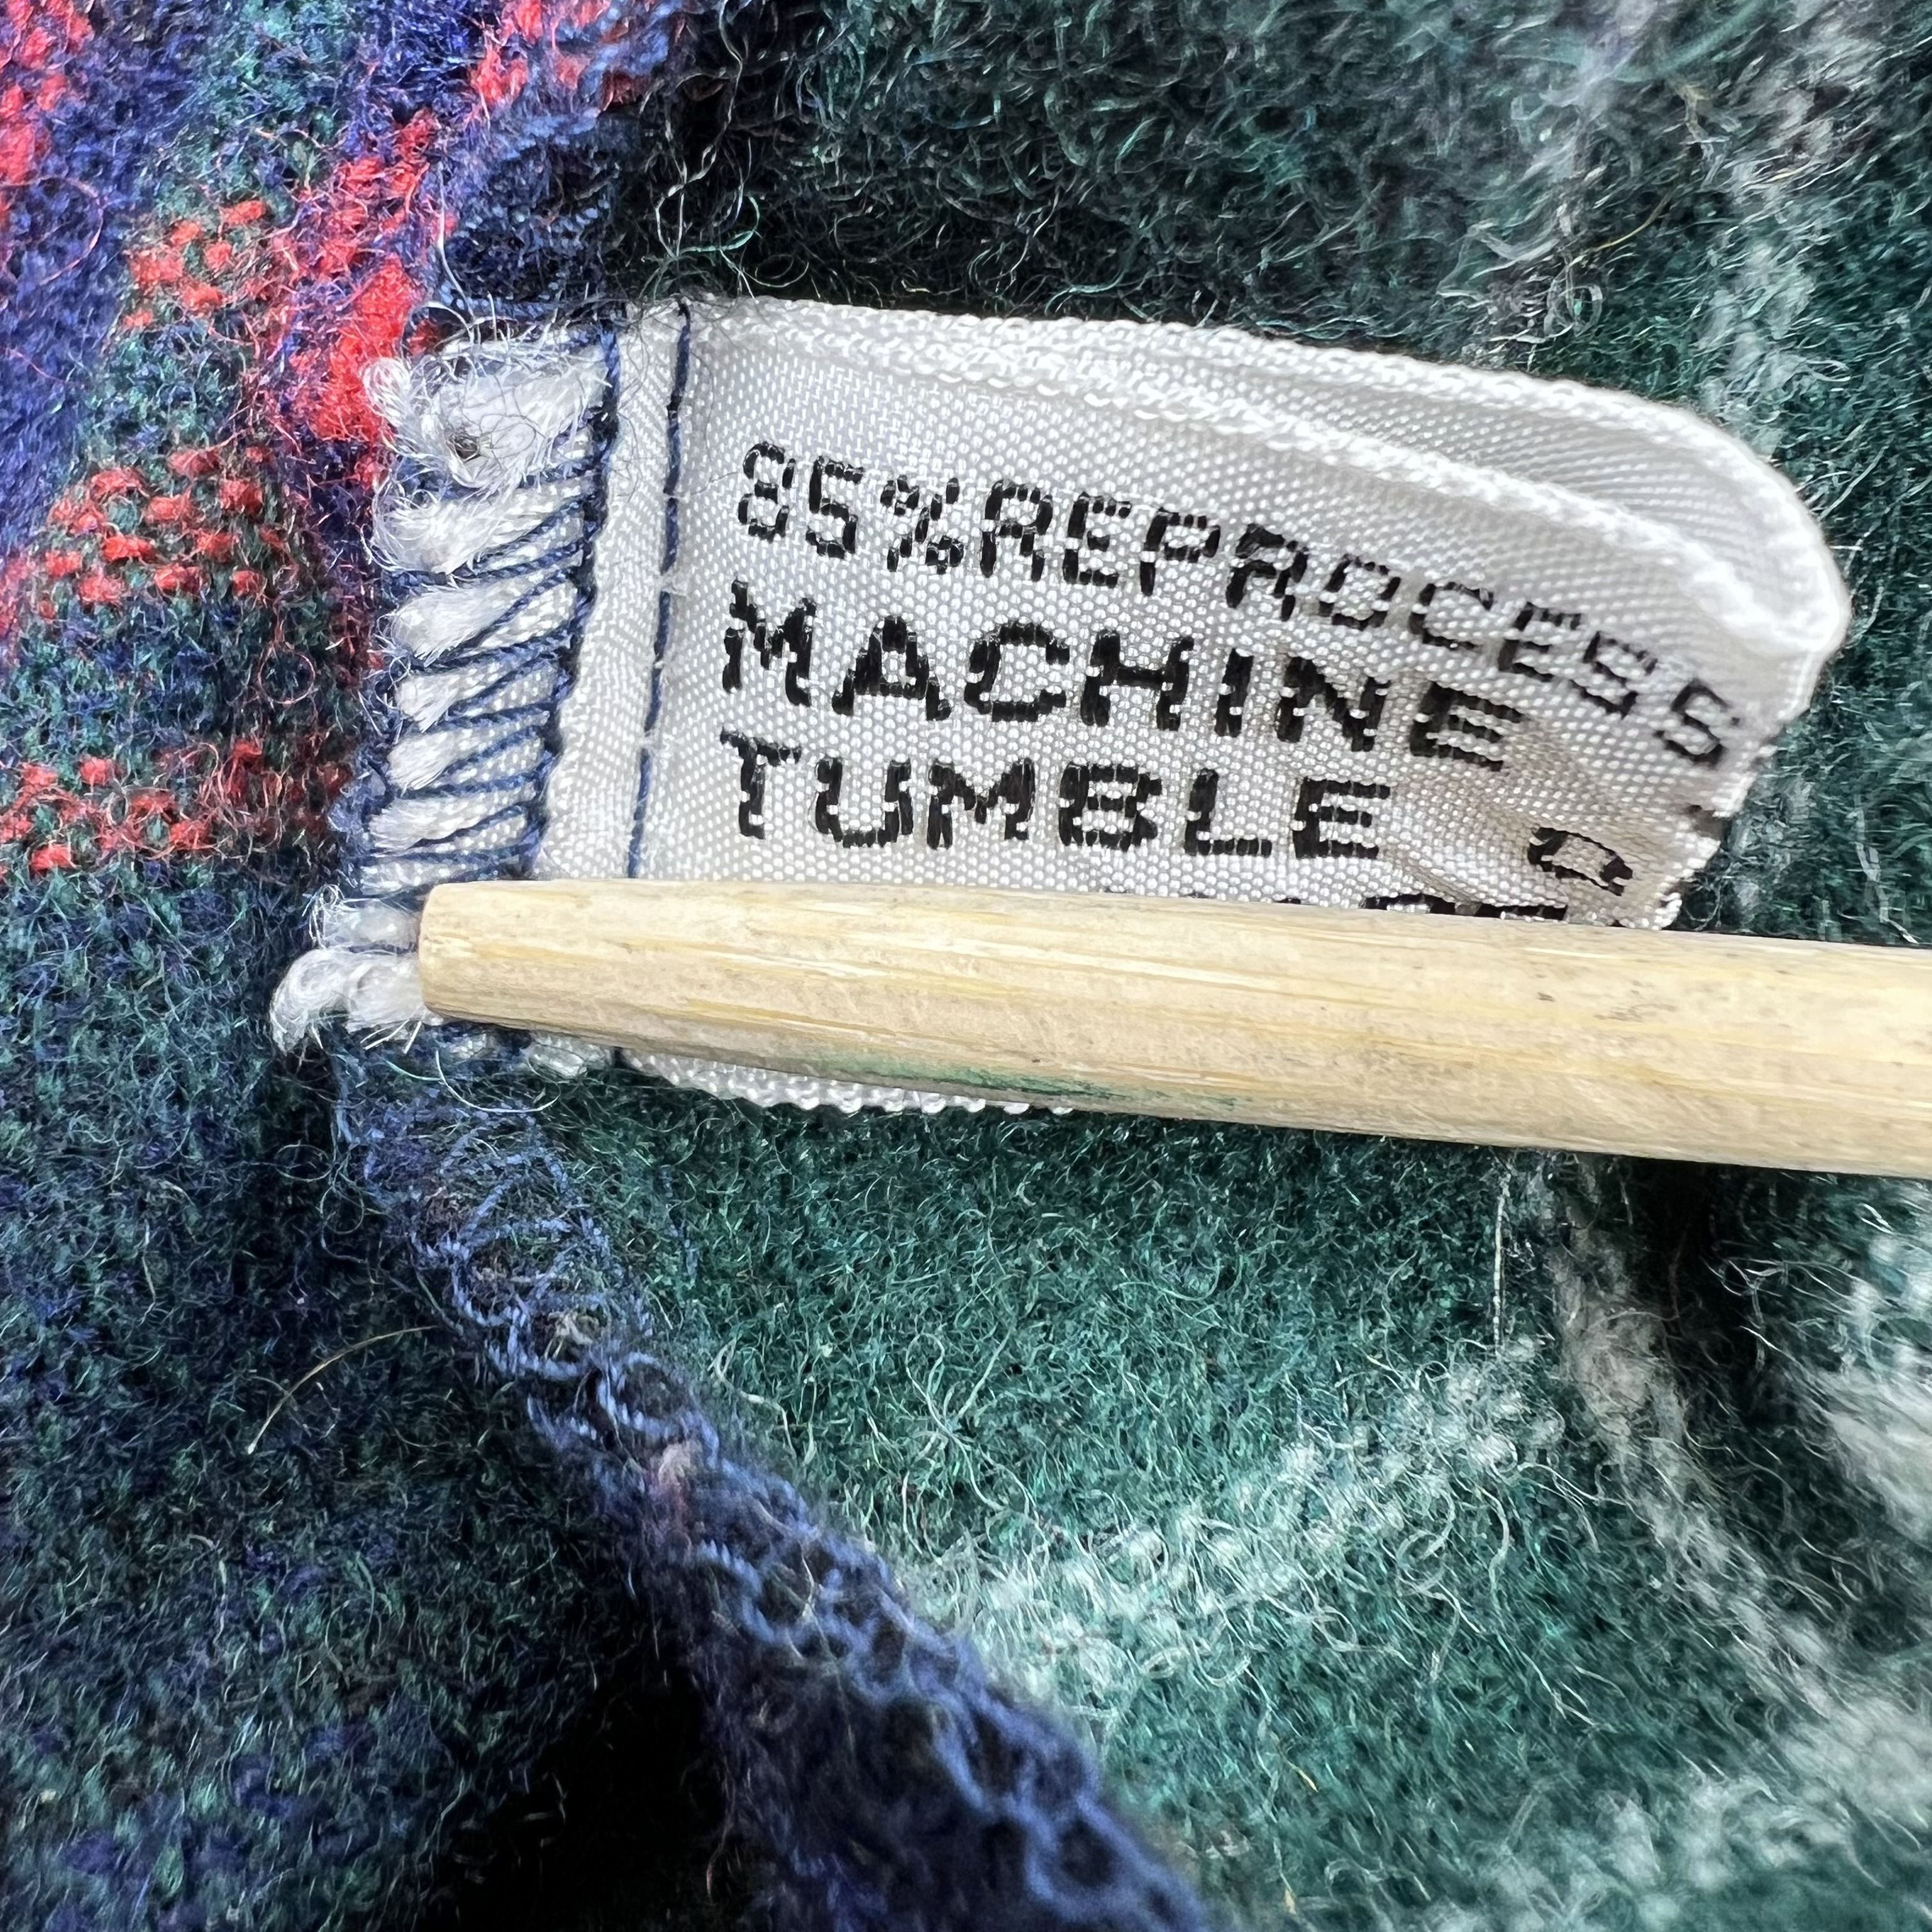 85%REPROCESS
MACHINE
TUMBLE D